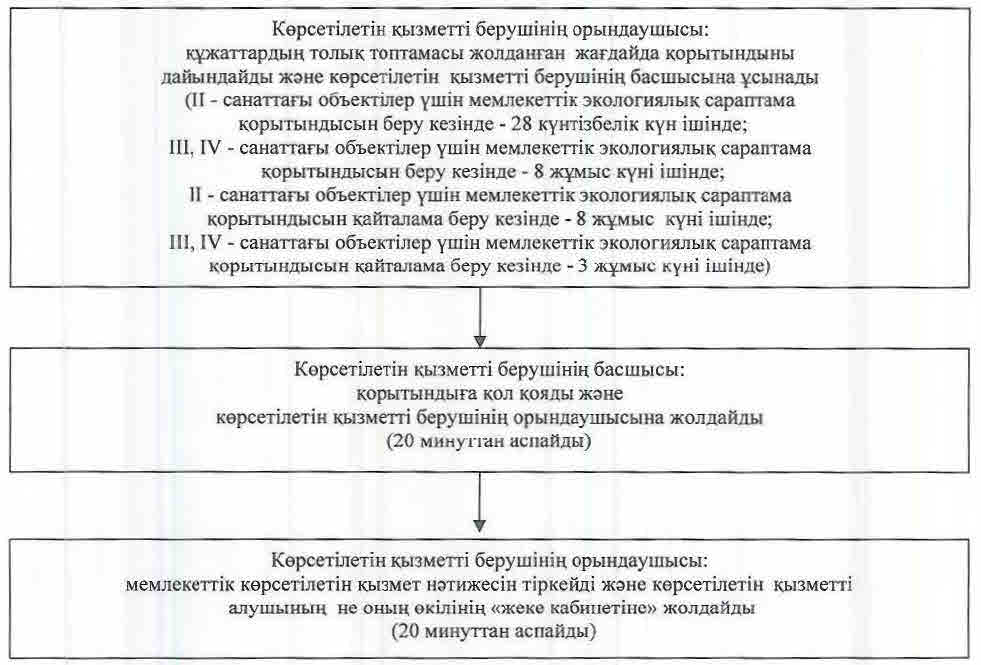 Көрсетілетін қызметті берушінің орындаушысы:
құжаттардың толық топтамасы жолданған жағдайда қорытындыны
дайындайды және көрсетілетін қызметті берушінің басшысына ұсынады
(II - санаттағы объектілер үшін мемлекеттік экологиялық сараптама
қорытындысын беру кезінде - 28 күнтізбелік күн ішінде;
III, IV - санаттағы объектілер үшін мемлекеттік экологиялық сараптама
қорытындысын беру кезінде - 8 жұмыс күні ішінде;
II - санаттағы объектілер үшін мемлекеттік экологиялық сараптама
қорытындысын қайталама беру кезінде - 8 жұмыс күні ішінде;
III, IV - санаттағы объектілер үшін мемлекеттік экологиялық сараптама
қорытындысын қайталама беру кезінде - 3 жұмыс күні ішінде)
Көрсетілетін қызметті берушінің басшысы:
қорытындыға қол қояды және
көрсетілетін қызметті берушінің орындаушысына жолдайды
(20 минуттан аспайды)
Көрсетілетін қызметті берушінің орындаушысы:
мемлекеттік көрсетілетін қызмет нәтижесін тіркейді және көрсетілетін қызметті
алушының не оның өкілінің «жеке кабинетіне» жолдайды
(20 минуттан аспайды)